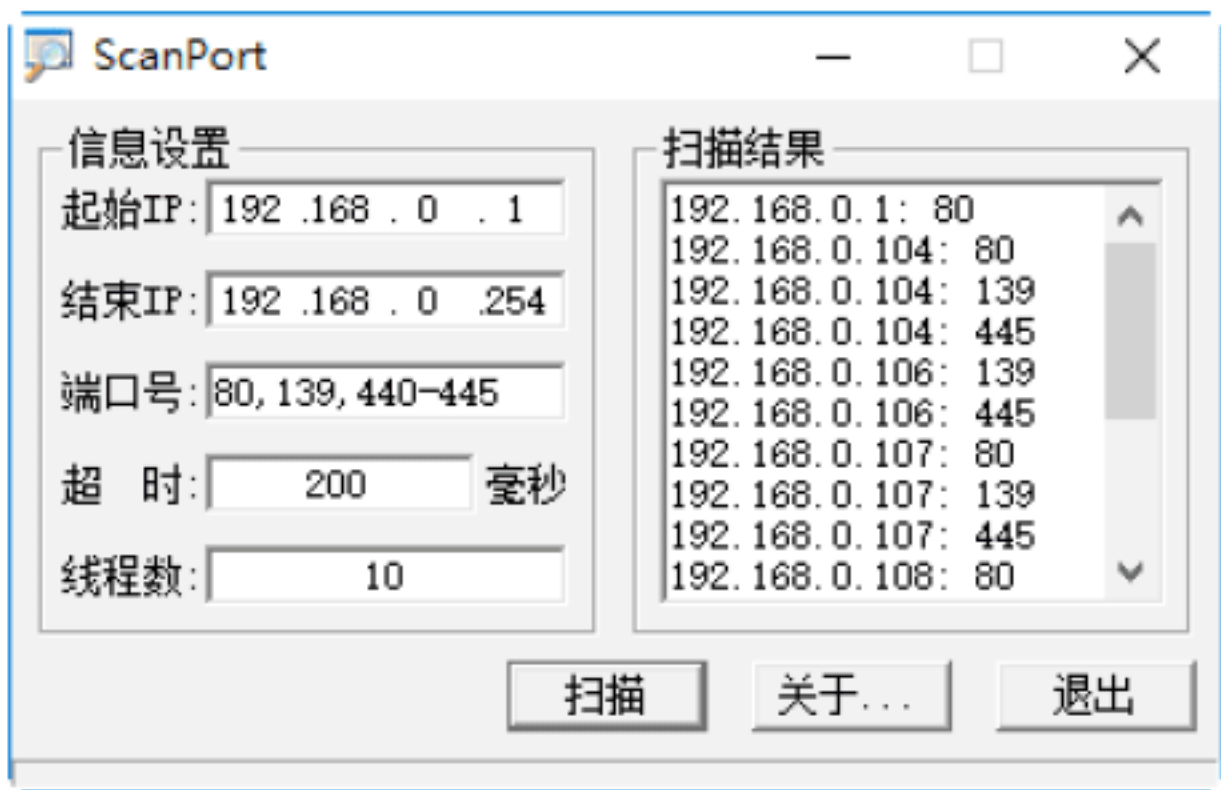 ScanPort
信息设置
起始IP: 192 .168 . 0 . 1
结束IP: 192 .168 . 0 .254
端口号: 80,139,440-445
超 时: 200 毫秒
线程数: 10
扫描结果
192.168.0.1: 80
192.168.0.104: 80
192.168.0.104: 139
192.168.0.104: 445
192.168.0.106: 139
192.168.0.106: 445
192.168.0.107: 80
192.168.0.107: 139
192.168.0.107: 445
192.168.0.108: 80
扫描 关于... 退出